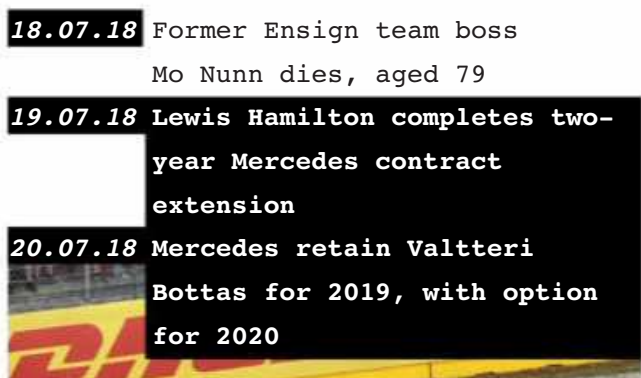 18.07.18 Former Ensign team boss
Mo Nunn dies, aged 79
19.07.18 Lewis Hamilton completes two-
year Mercedes contract
extension
20.07.18 Mercedes retain Valtteri
Bottas for 2019, with option
for 2020